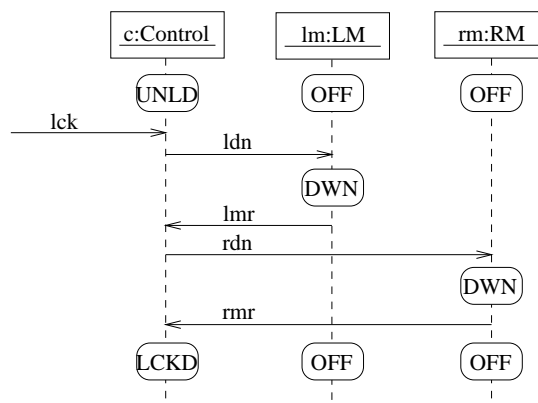 c:Control lm:LM rm:RM
UNLD OFF OFF
lck
ldn
DWN
lmr
rdn
DWN
rmr
LCKD OFF OFF